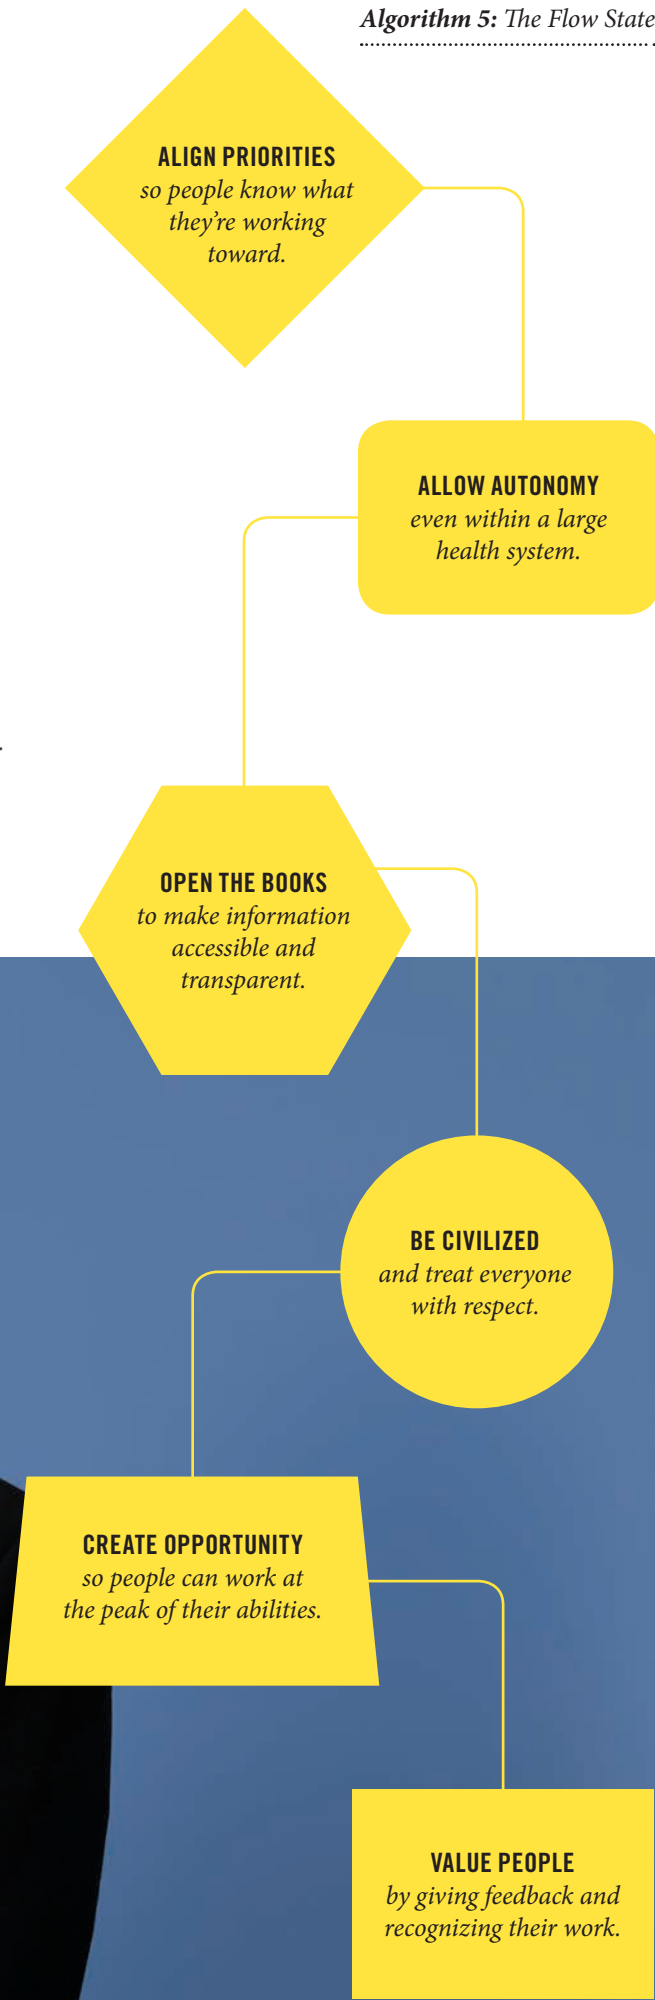 Algorithm 5: The Flow State
ALIGN PRIORITIES
so people know what
they’re working
toward.
ALLOW AUTONOMY
even within a large
health system.
.
OPEN THE BOOKS
to make information
accessible and
transparent.
BE CIVILIZED
and treat everyone
with respect.
CREATE OPPORTUNITY
so people can work at
the peak of their abilities.
VALUE PEOPLE
by giving feedback and
recognizing their work.